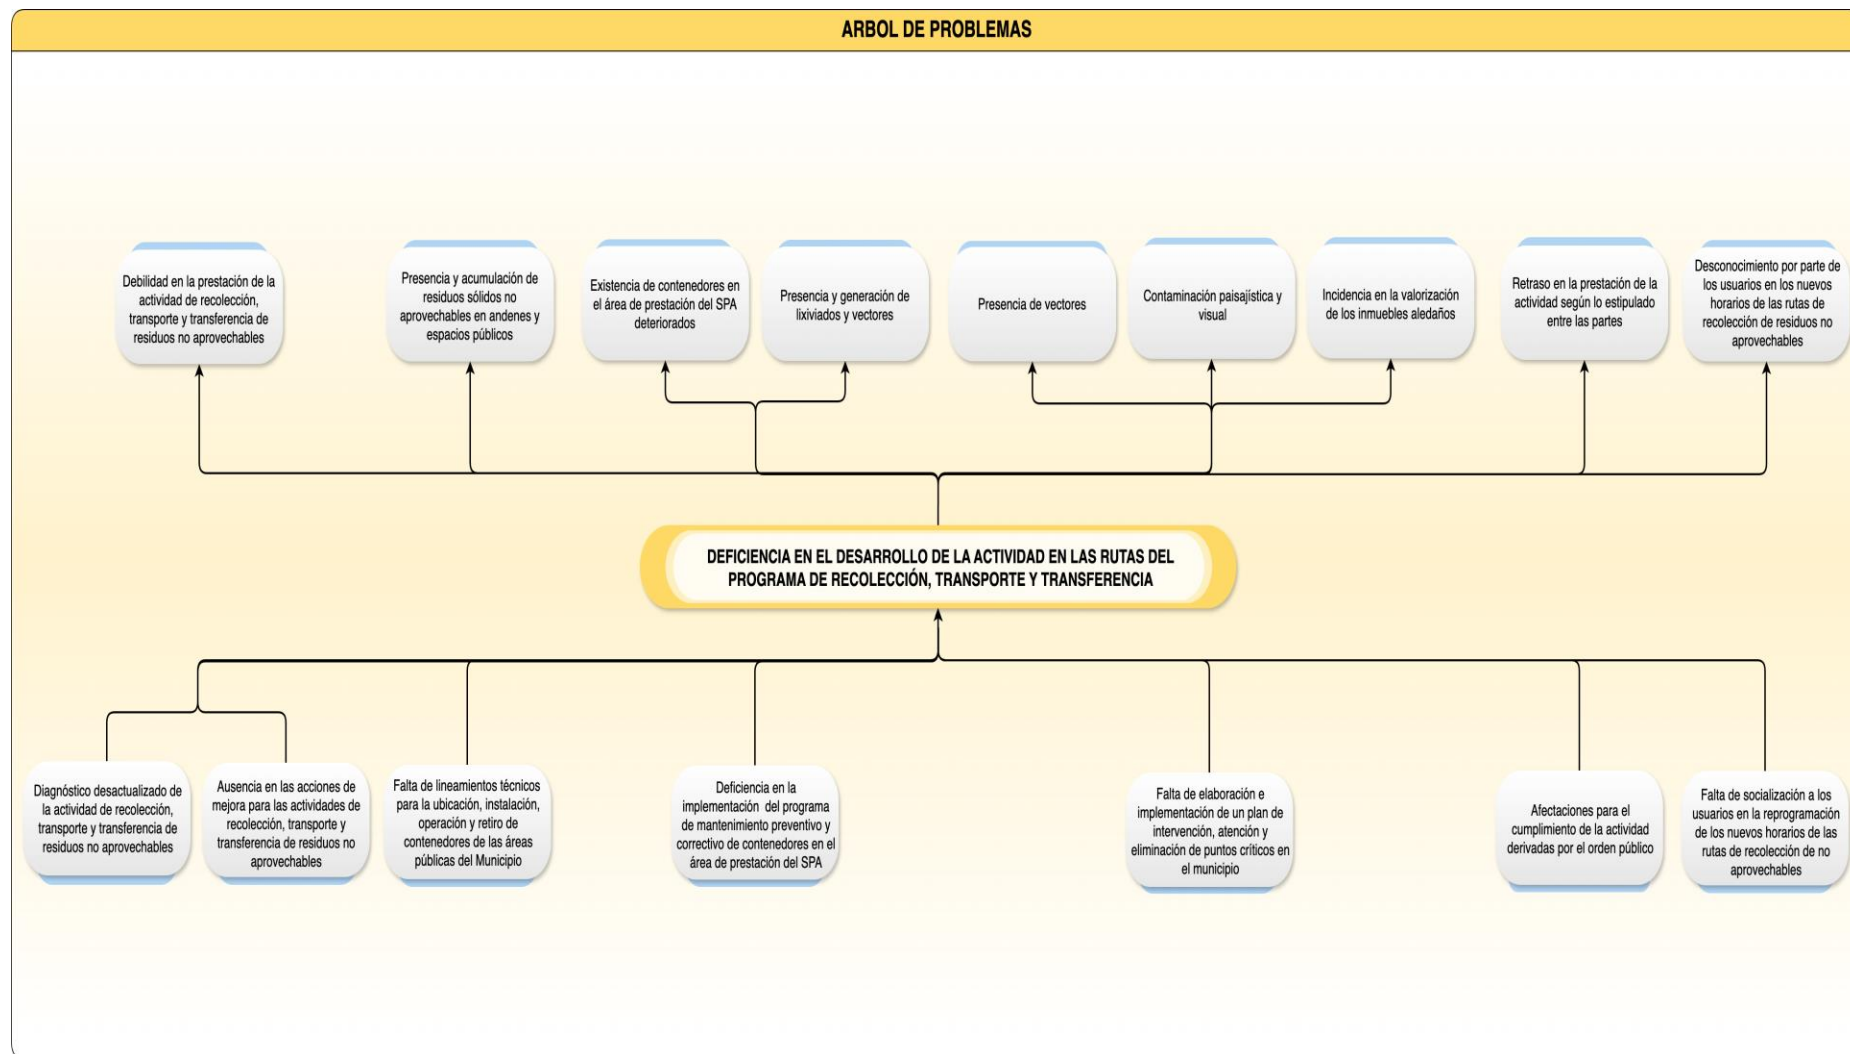 ARBOL DE PROBLEMAS
Debilidad en la prestación de la
actividad de recolección,
transporte y transferencia de
residuos no aprovechables
Presencia y acumulación de
residuos sólidos no
aprovechables en andenes y
espacios públicos
Existencia de contenedores en
el área de prestación del SPA
deteriorados
Presencia y generación de
lixiviados y vectores
Presencia de vectores
Contaminación paisajística y
visual
Incidencia en la valorización
de los inmuebles aledaños
Retraso en la prestación de la
actividad según lo estipulado
entre las partes
Desconocimiento por parte de
los usuarios en los nuevos
horarios de las rutas de
recolección de residuos no
aprovechables
DEFICIENCIA EN EL DESARROLLO DE LA ACTIVIDAD EN LAS RUTAS DEL
PROGRAMA DE RECOLECCIÓN, TRANSPORTE Y TRANSFERENCIA
Diagnóstico desactualizado de
la actividad de recolección,
transporte y transferencia de
residuos no aprovechables
Ausencia en las acciones de
mejora para las actividades de
recolección, transporte y
transferencia de residuos no
aprovechables
Falta de lineamientos técnicos
para la ubicación, instalación,
operación y retiro de
contenedores de las áreas
públicas del Municipio
Deficiencia en la
implementación del programa
de mantenimiento preventivo y
correctivo de contenedores en el
área de prestación del SPA
Falta de elaboración e
implementación de un plan de
intervención, atención y
eliminación de puntos críticos en
el municipio
Afectaciones para el
cumplimiento de la actividad
derivadas por el orden público
Falta de socialización a los
usuarios en la reprogramación
de los nuevos horarios de las
rutas de recolección de no
aprovechables